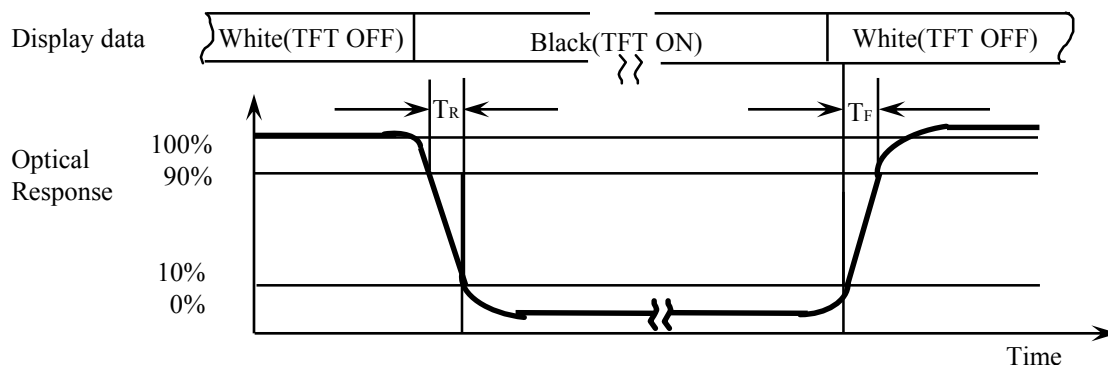 Display data
White(TFT OFF)
Black(TFT ON)
White(TFT OFF)
TR
TF
Optical
Response
100%
90%
10%
0%
Time